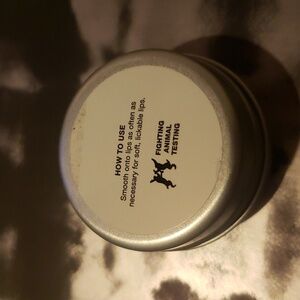 HOW TO USE
Smooth onto lips as often as
necessary for soft, lickable lips.
FIGHTING
ANIMAL
TESTING